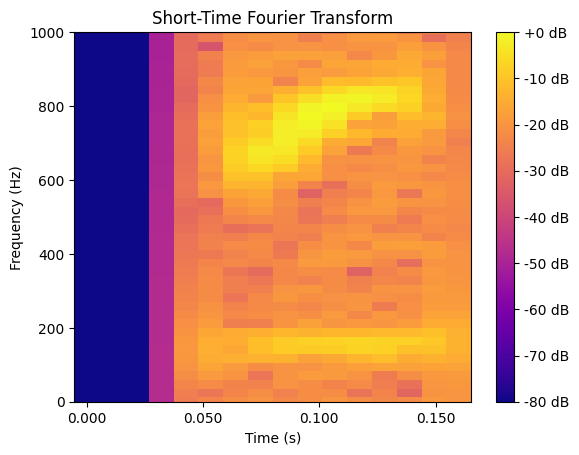 Short-Time Fourier Transform
Frequency (Hz)
1000
800
600
400
200
0
0.000
0.050
0.100
0.150
Time (s)
+0 dB
-10 dB
-20 dB
-30 dB
-40 dB
-50 dB
-60 dB
-70 dB
-80 dB